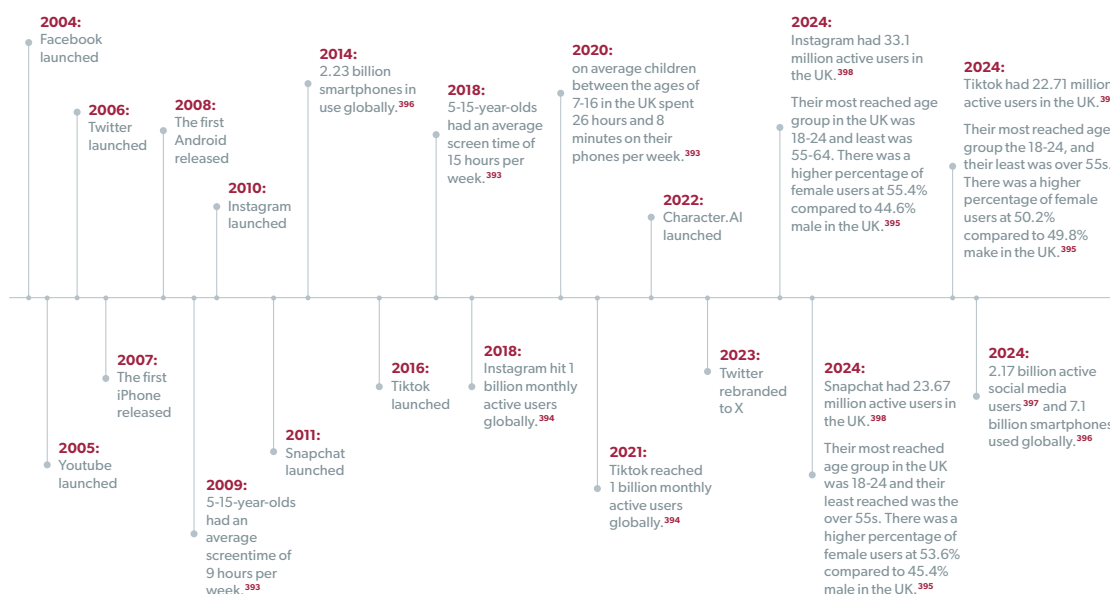 2004:
Facebook
launched
2005:
Youtube
launched
2006:
Twitter
launched
2007:
The first
iPhone
released
2008:
The first
Android
released
2009:
5-15-year-olds
had an
average
screentime of
9 hours per
week.393
2010:
Instagram
launched
2011:
Snapchat
launched
2014:
2.23 billion
smartphones in
use globally.396
2016:
Tiktok
launched
2018:
5-15-year-olds
had an average
screen time of
15 hours per
week.393
2018:
Instagram hit 1
billion monthly
active users
globally.394
2020:
on average children
between the ages of
7-16 in the UK spent
26 hours and 8
minutes on their
phones per week.393
2021:
Tiktok reached
1 billion monthly
active users
globally.394
2022:
Character.AI
launched
2023:
Twitter
rebranded
to X
2024:
Instagram had 33.1
million active users in
the UK.398
Their most reached age
group in the UK was
18-24 and least was
55-64. There was a
higher percentage of
female users at 55.4%
compared to 44.6%
male in the UK.395
2024:
Snapchat had 23.67
million active users in
the UK.398
Their most reached
age group in the UK
was 18-24 and their
least reached was the
over 55s. There was a
higher percentage of
female users at 53.6%
compared to 45.4%
male in the UK.395
2024:
Tiktok had 22.71 million
active users in the UK.
Their most reached age
group the 18-24, and
their least was over 55s.
There was a higher
percentage of female
users at 50.2%
compared to 49.8%
make in the UK.395
2024:
2.17 billion active
social media
users397 and 7.1
billion smartphones
used globally.396